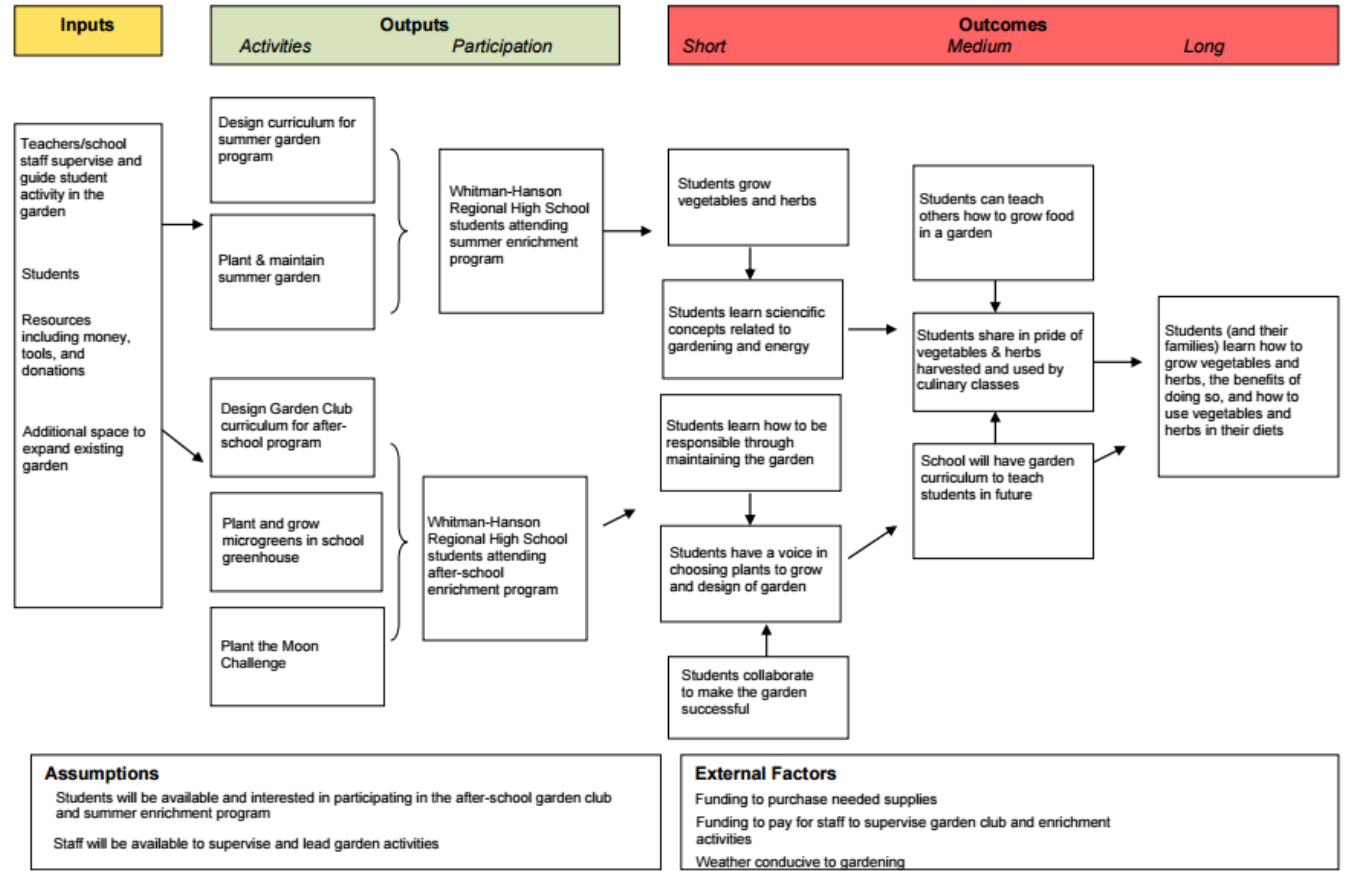 Inputs
Outputs
Activities
Participation
Outcomes
Short
Medium
Long
Teachers/school
staff supervise and
guide student
activity in the
garden
Students
Resources
including money,
tools, and
donations
Additional space to
expand existing
garden
Design curriculum for
summer garden
program
Plant & maintain
summer garden
Design Garden Club
curriculum for after-
school program
Plant and grow
microgreens in school
greenhouse
Plant the Moon
Challenge
Whitman-Hanson
Regional High School
students attending
summer enrichment
program
Whitman-Hanson
Regional High School
students attending
after-school
enrichment program
Students grow
vegetables and herbs
Students learn scientific
concepts related to
gardening and energy
Students learn how to be
responsible through
maintaining the garden
Students have a voice in
choosing plants to grow
and design of garden
Students collaborate
to make the garden
successful
Students can teach
others how to grow food
in a garden
Students share in pride of
vegetables & herbs
harvested and used by
culinary classes
School will have garden
curriculum to teach
students in future
Students (and their
families) learn how to
grow vegetables and
herbs, the benefits of
doing so, and how to
use vegetables and
herbs in their diets
Assumptions
Students will be available and interested in participating in the after-school garden club
and summer enrichment program
Staff will be available to supervise and lead garden activities
External Factors
Funding to purchase needed supplies
Funding to pay for staff to supervise garden club and enrichment
activities
Weather conducive to gardening